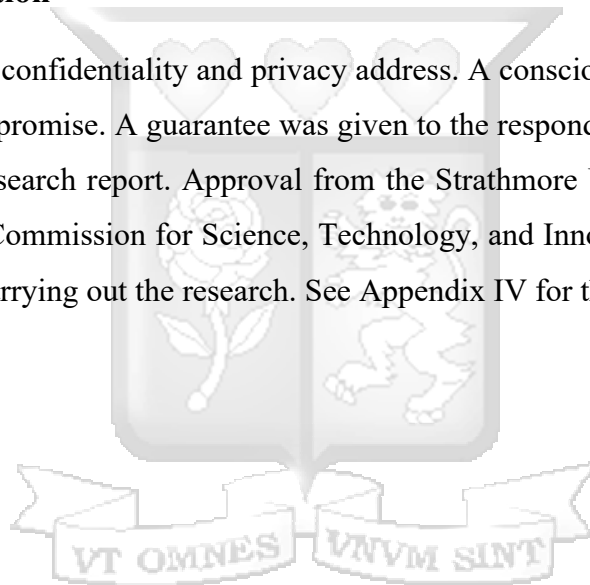 confidentiality and privacy address. A conscio
promise. A guarantee was given to the respond
search report. Approval from the Strathmore
Commission for Science, Technology, and Inno
rrying out the research. See Appendix IV for th
VT OMNES VNVM SINT